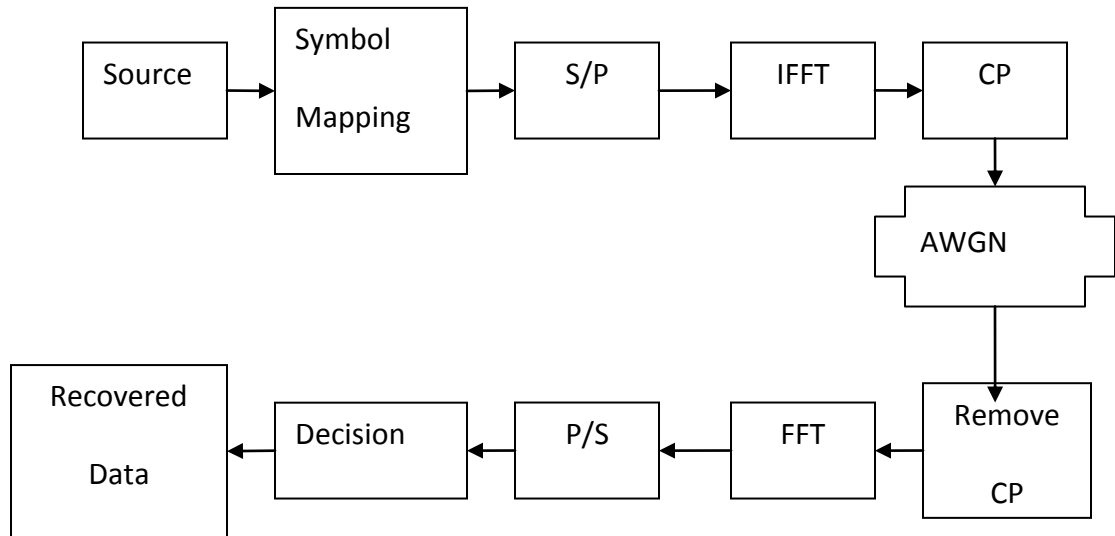 Source
Symbol
Mapping
S/P
IFFT
CP
AWGN
Recovered
Data
Decision
P/S
FFT
Remove
CP